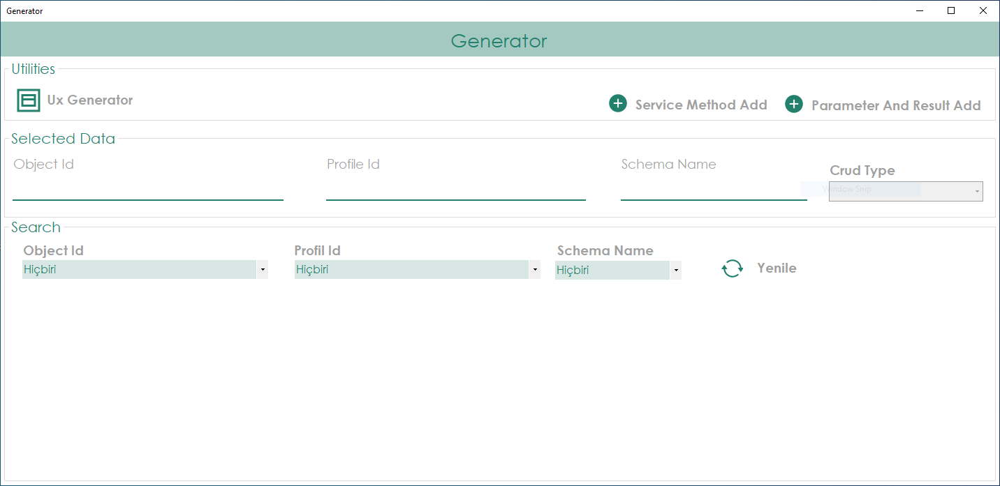 Generator
Generator
Utilities
Ux Generator
Service Method Add
Parameter And Result Add
Selected Data
Object Id
Profile Id
Schema Name
Crud Type
Window Snip
Search
Object Id
Profil Id
Schema Name
Hiçbiri
Hiçbiri
Hiçbiri
Yenile